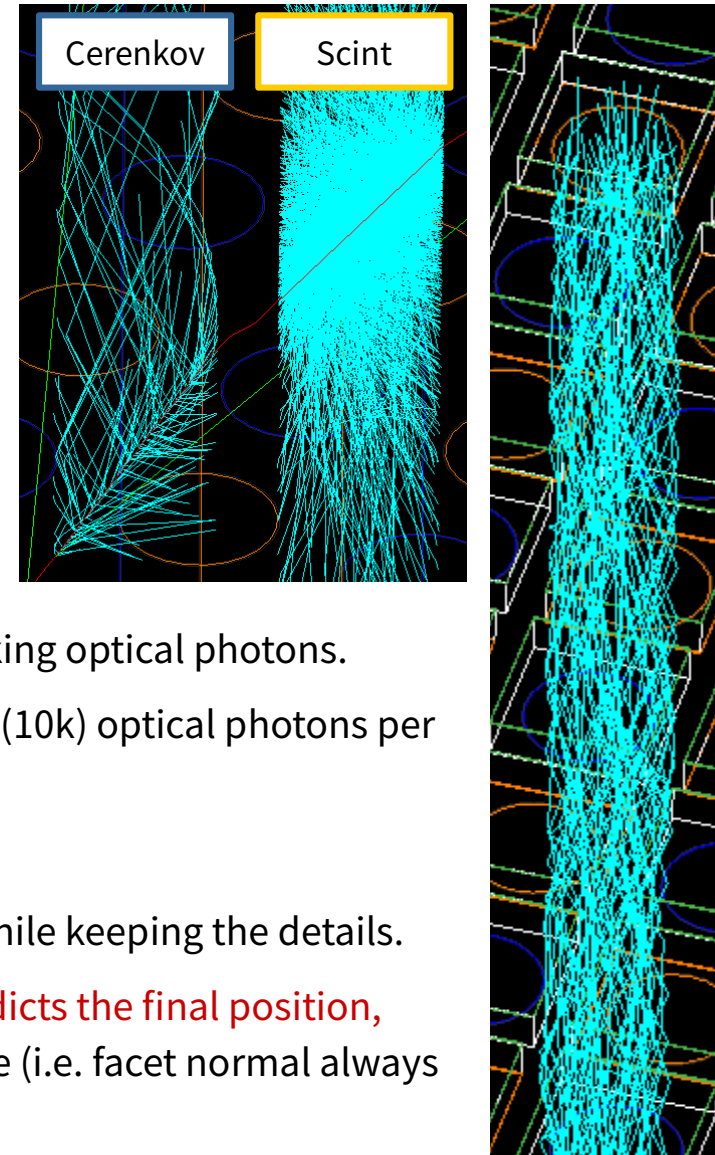 Cerenkov
Scint
king optical photons.
(10k) optical photons per
hile keeping the details.
dicts the final position,
e (i.e. facet normal always